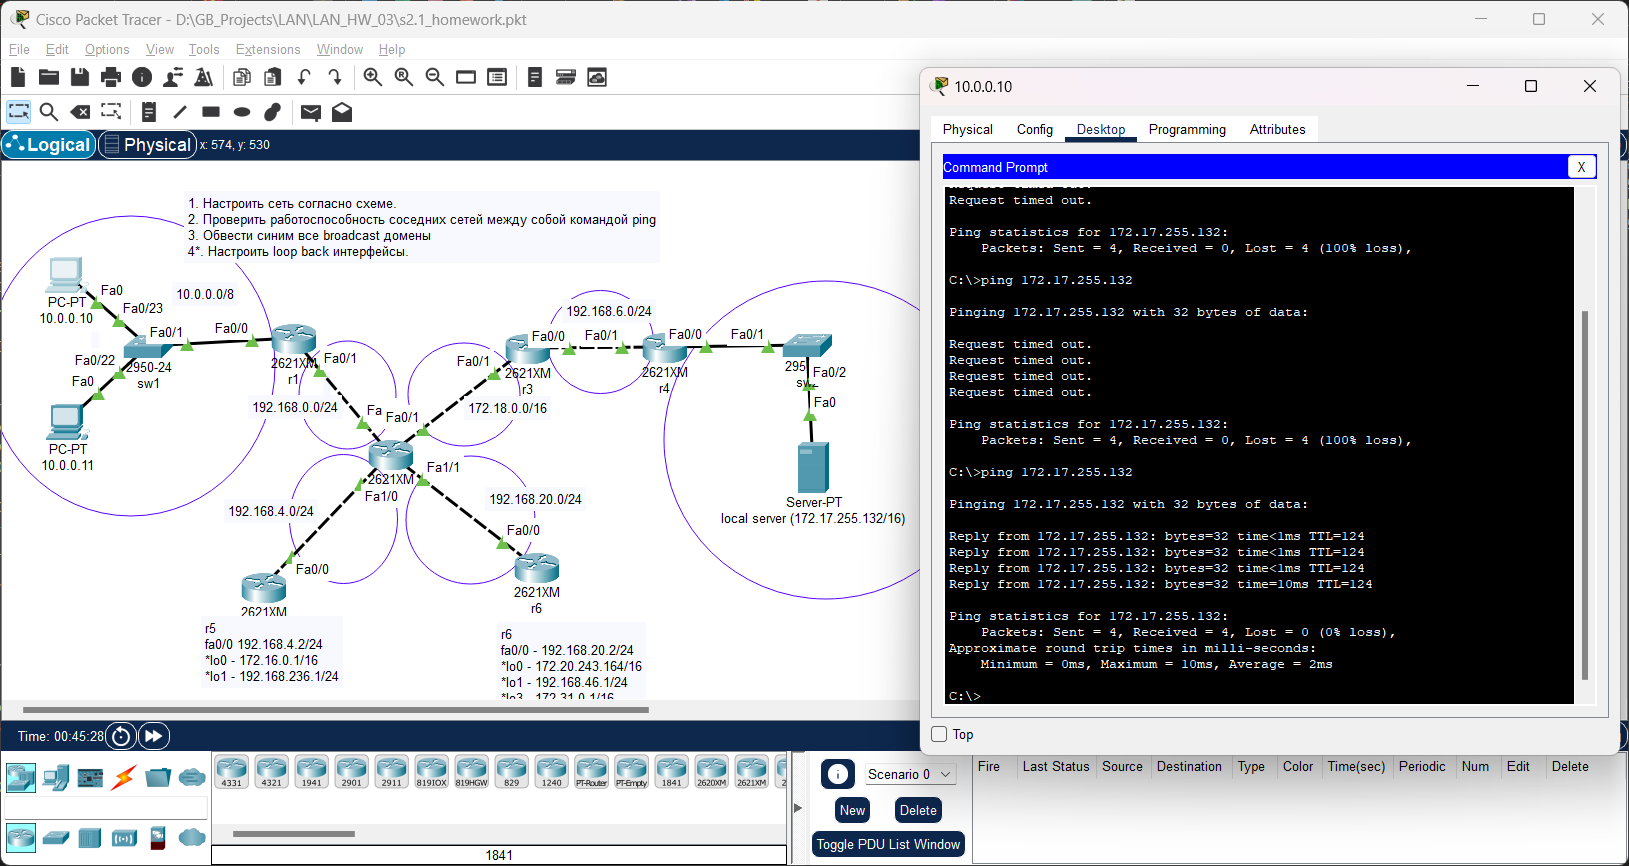 Cisco Packet Tracer - D:\GB_Projects\LAN\LAN_HW_03\s2.1_homework.pkt
File Edit Options View Tools Extensions Window Help
Logical Physical x: 574, y: 530
1. Настроить сеть согласно схеме.
2. Проверить работоспособность соседних сетей между собой командой ping
3. Обвести синим все broadcast домены
4*. Настроить loop back интерфейсы.
PC-PT
10.0.0.10
Fa0
Fa0/23
10.0.0.0/8
Fa0/1
Fa0/0
Fa0/22
Fa0
2950-24
sw1
PC-PT
10.0.0.11
2621XM
r1
Fa0/1
192.168.0.0/24
Fa
Fa0/1
172.18.0.0/16
Fa0/1
2621XM
r3
Fa0/0
192.168.6.0/24
Fa0/1
Fa0/0
2621XM
r4
Fa0/1
295
Fa0/2
Fa0
Server-PT
local server (172.17.255.132/16)
2621XM
Fa1/0
Fa1/1
192.168.4.0/24
192.168.20.0/24
Fa0/0
Fa0/0
2621XM
2621XM
r6
r5
fa0/0 192.168.4.2/24
*lo0 - 172.16.0.1/16
*lo1 - 192.168.236.1/24
r6
fa0/0 - 192.168.20.2/24
*lo0 - 172.20.243.164/16
*lo1 - 192.168.46.1/24
*lo3 - 172.31.0.1/16
10.0.0.10
Physical Config Desktop Programming Attributes
Command Prompt X
Request timed out.
Request timed out.
Ping statistics for 172.17.255.132:
Packets: Sent = 4, Received = 0, Lost = 4 (100% loss),
C:\>ping 172.17.255.132
Pinging 172.17.255.132 with 32 bytes of data:
Request timed out.
Request timed out.
Request timed out.
Request timed out.
Ping statistics for 172.17.255.132:
Packets: Sent = 4, Received = 0, Lost = 4 (100% loss),
C:\>ping 172.17.255.132
Pinging 172.17.255.132 with 32 bytes of data:
Reply from 172.17.255.132: bytes=32 time<1ms TTL=124
Reply from 172.17.255.132: bytes=32 time<1ms TTL=124
Reply from 172.17.255.132: bytes=32 time<1ms TTL=124
Reply from 172.17.255.132: bytes=32 time=10ms TTL=124
Ping statistics for 172.17.255.132:
Packets: Sent = 4, Received = 4, Lost = 0 (0% loss),
Approximate round trip times in milli-seconds:
Minimum = 0ms, Maximum = 10ms, Average = 2ms
C:\>
Top
Time: 00:45:28
4331 4321 1941 2901 2911 819IOX 819HGW 829 1240 PT-Router PT-Empty 1841 2620XM 2621XM 2
1841
Scenario 0
New Delete
Toggle PDU List Window
Fire Last Status Source Destination Type Color Time(sec) Periodic Num Edit Delete